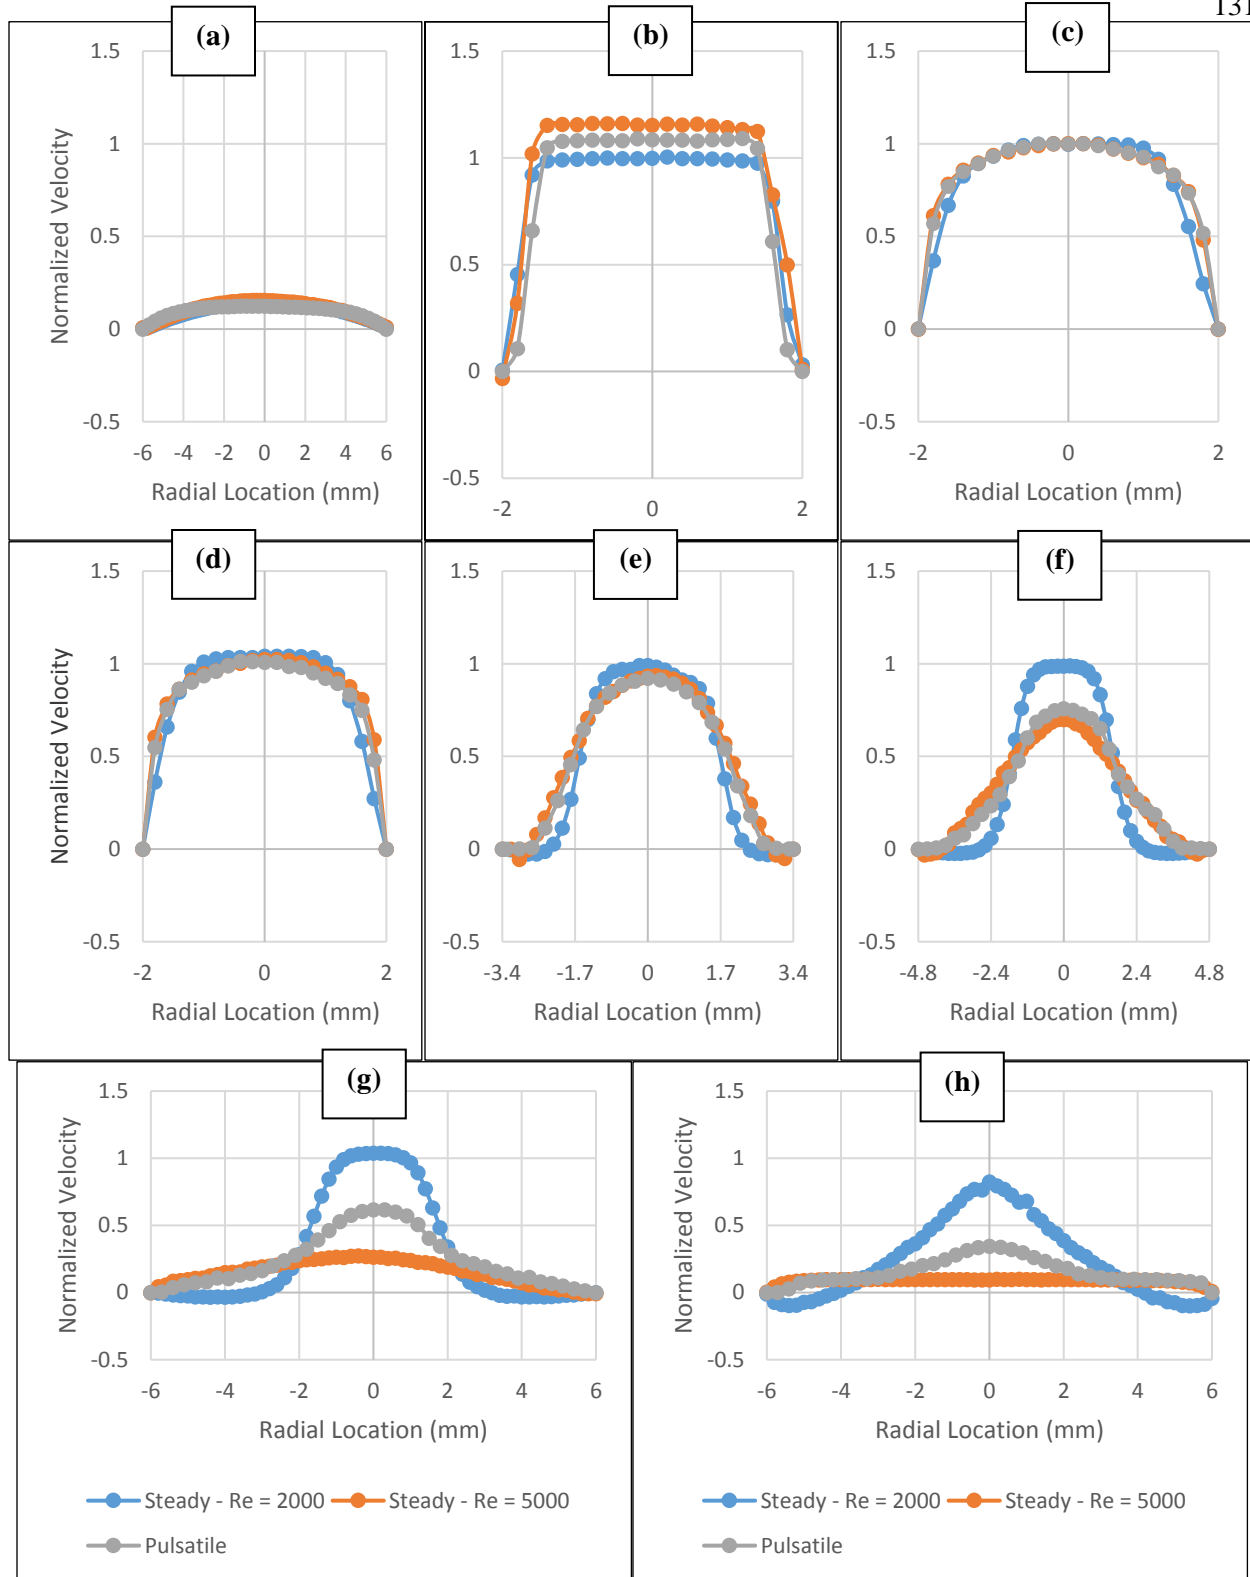 131
(a)
1.5
1
0.5
0
-0.5
-6 -4 -2 0 2 4 6
Normalized Velocity
Radial Location (mm)
(b)
1.5
1
0.5
0
-0.5
-2 0 2
(c)
1.5
1
0.5
0
-0.5
-2 0 2
Radial Location (mm)
(d)
1.5
1
0.5
0
-0.5
-2 0 2
Normalized Velocity
Radial Location (mm)
(e)
1.5
1
0.5
0
-0.5
-3.4 -1.7 0 1.7 3.4
Radial Location (mm)
(f)
1.5
1
0.5
0
-0.5
-4.8 -2.4 0 2.4 4.8
Radial Location (mm)
(g)
1.5
1
0.5
0
-0.5
-6 -4 -2 0 2 4 6
Normalized Velocity
Radial Location (mm)
Steady - Re = 2000 Steady - Re = 5000
Pulsatile
(h)
1.5
1
0.5
0
-0.5
-6 -4 -2 0 2 4 6
Normalized Velocity
Radial Location (mm)
Steady - Re = 2000 Steady - Re = 5000
Pulsatile